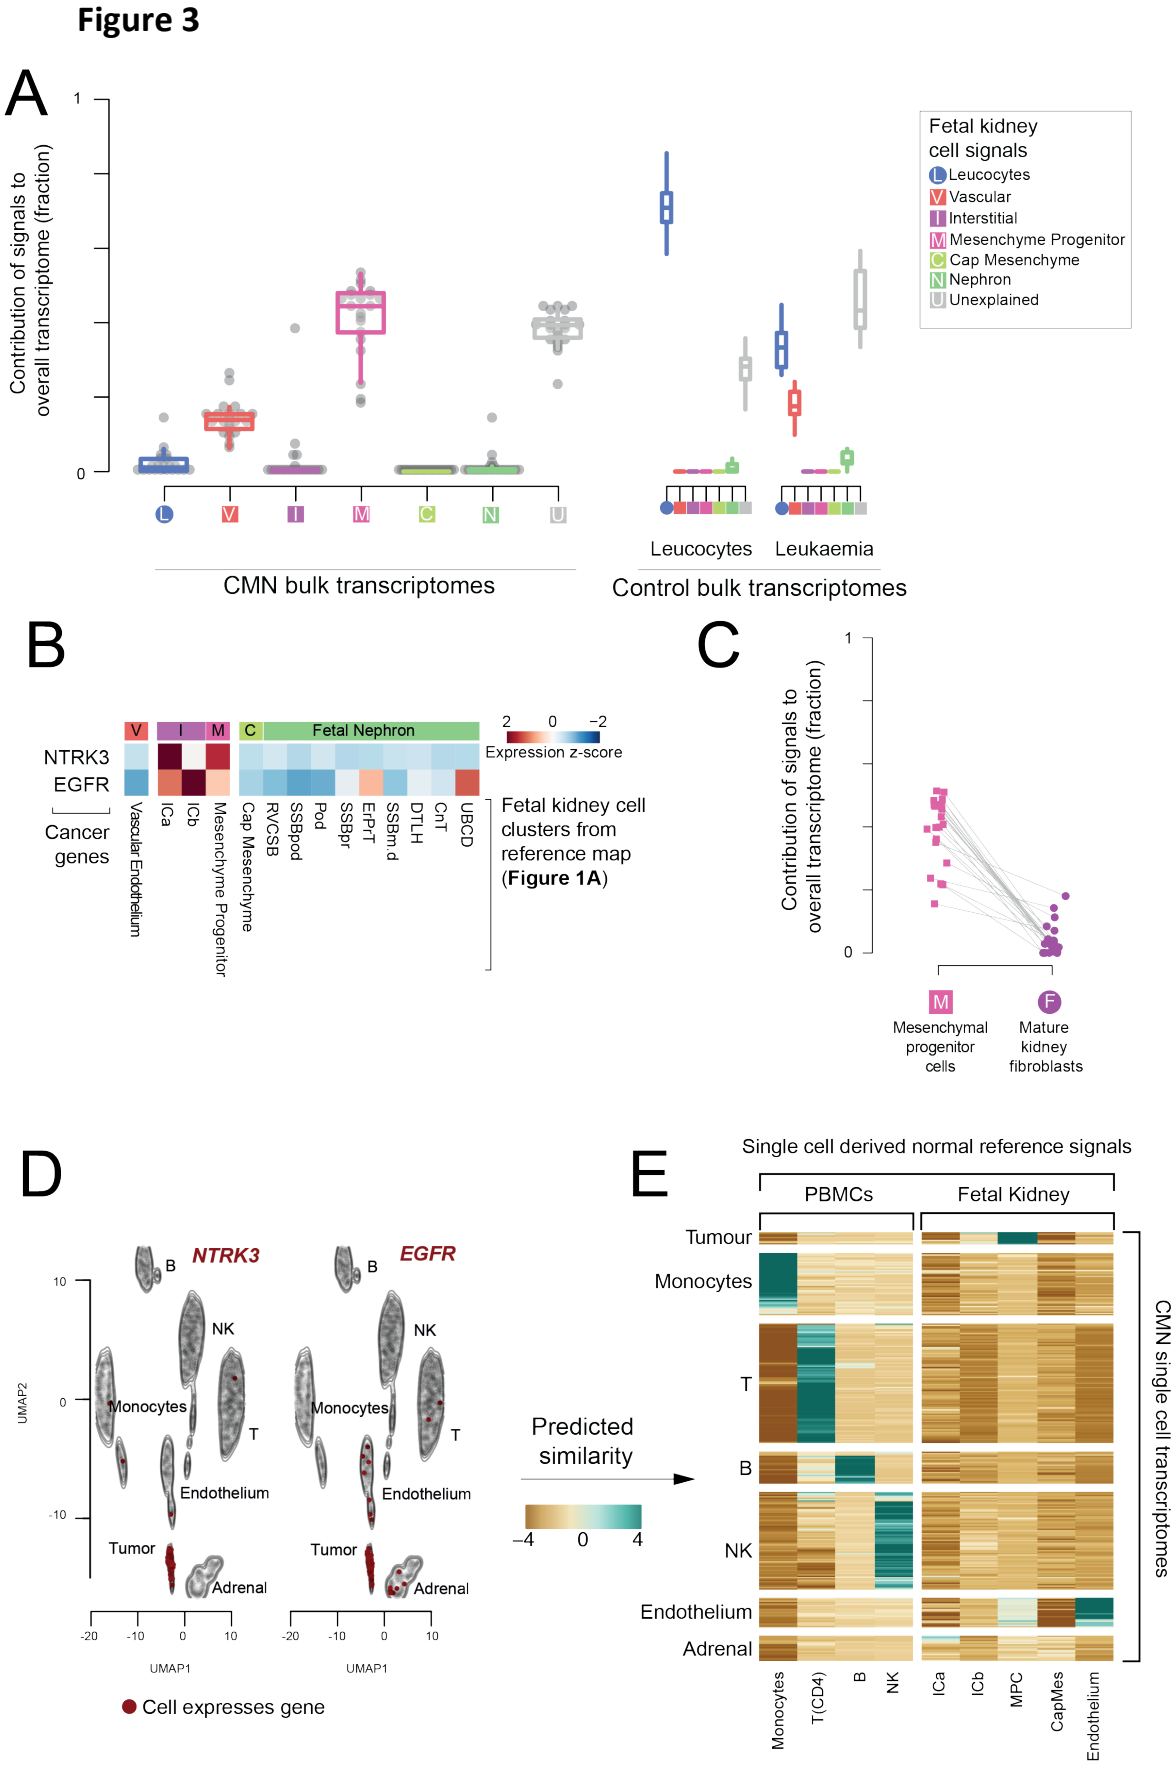 Figure 3
A
Contribution of signals to
overall transcriptome (fraction)
1
0
L
V
I
M
C
N
U
CMN bulk transcriptomes
Leucocytes
Leukaemia
Control bulk transcriptomes
Fetal kidney
cell signals
L Leucocytes
V Vascular
I Interstitial
M Mesenchyme Progenitor
C Cap Mesenchyme
N Nephron
U Unexplained
B
V
I
M
C
Fetal Nephron
NTRK3
EGFR
Cancer
genes
Vascular Endothelium
ICa
ICb
Mesenchyme Progenitor
Cap Mesenchyme
RVCSB
SSBpod
Pod
SSBpr
ErPrT
SSBm.d
DTLH
CnT
UBCD
2 0 −2
Expression z-score
Fetal kidney cell
clusters from
reference map
(Figure 1A)
C
Contribution of signals to
overall transcriptome (fraction)
1
0
M
F
Mesenchymal
progenitor
cells
Mature
kidney
fibroblasts
D
NTRK3
B
NK
Monocytes
T
Endothelium
Tumor
Adrenal
UMAP2
10
0
-10
-20 -10 0 10
UMAP1
EGFR
B
NK
Monocytes
T
Endothelium
Tumor
Adrenal
-20 -10 0 10
UMAP1
Cell expresses gene
Predicted
similarity
−4 0 4
E
Single cell derived normal reference signals
PBMCs
Fetal Kidney
Tumour
Monocytes
T
B
NK
Endothelium
Adrenal
CMN single cell transcriptomes
Monocytes
T(CD4)
B
NK
ICa
ICb
MPC
CapMes
Endothelium